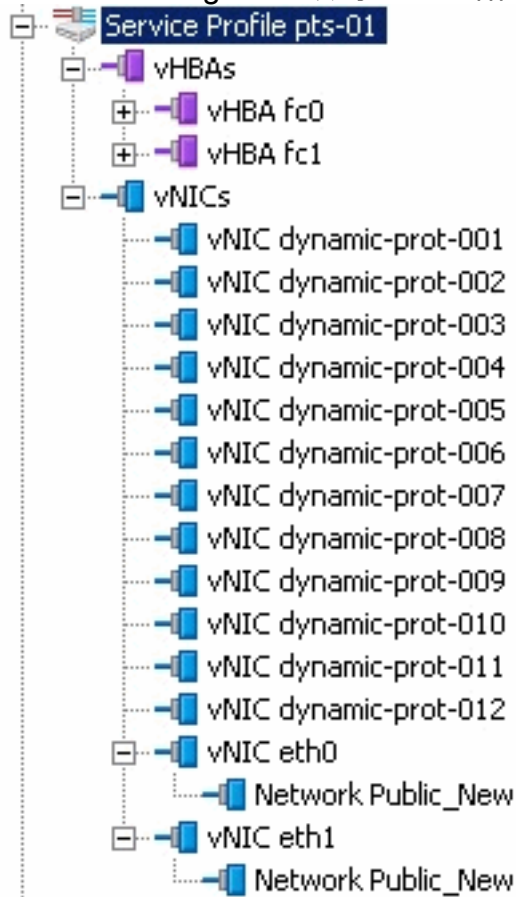 Service Profile pts-01
vHBAs
vHBA fc0
vHBA fc1
vNICs
vNIC dynamic-prot-001
vNIC dynamic-prot-002
vNIC dynamic-prot-003
vNIC dynamic-prot-004
vNIC dynamic-prot-005
vNIC dynamic-prot-006
vNIC dynamic-prot-007
vNIC dynamic-prot-008
vNIC dynamic-prot-009
vNIC dynamic-prot-010
vNIC dynamic-prot-011
vNIC dynamic-prot-012
vNIC eth0
Network Public_New
vNIC eth1
Network Public_New